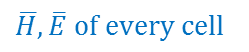 H̅, E̅ of every cell